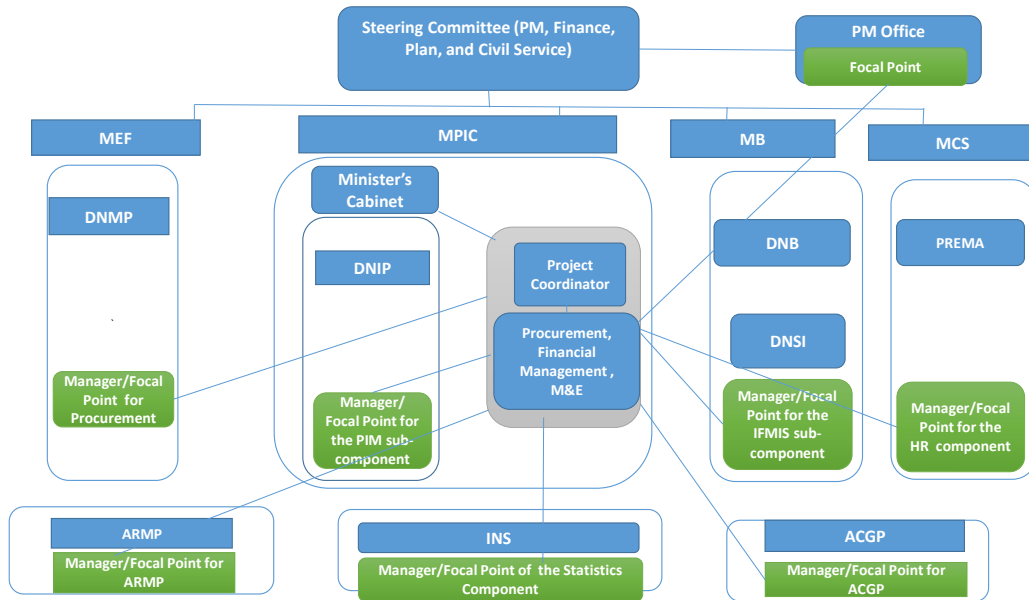 Steering Committee (PM, Finance,
Plan, and Civil Service)
PM Office
Focal Point
MEF
MPIC
MB
MCS
Minister's
Cabinet
DNMP
DNIP
Project
Coordinator
DNB
PREMA
`
Procurement,
Financial
Management ,
M&E
DNSI
Manager/Focal
Point for
Procurement
Manager/
Focal Point for
the PIM sub-
component
Manager/Focal
Point for the
IFMIS sub-
component
Manager/Focal
Point for the
HR component
ARMP
Manager/Focal Point for
ARMP
INS
Manager/Focal Point of the Statistics
Component
ACGP
Manager/Focal Point for
ACGP